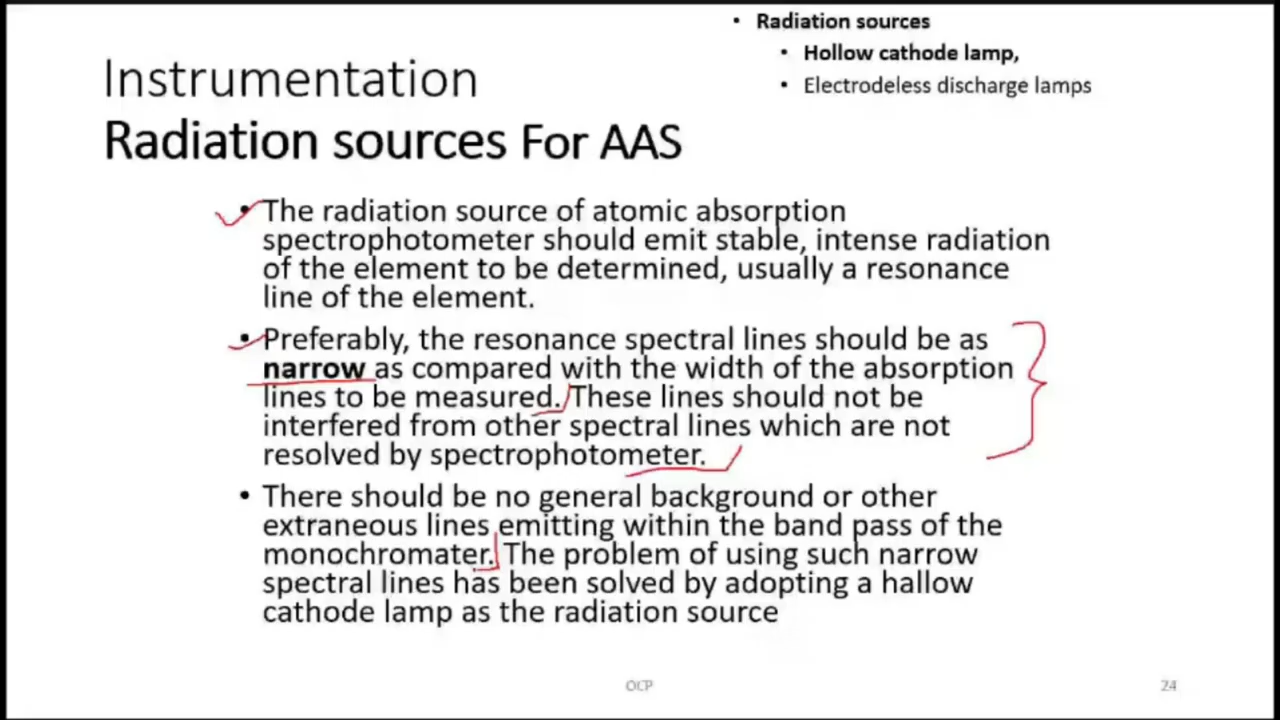 • Radiation sources
• Hollow cathode lamp,
• Electrodeless discharge lamps
Instrumentation
Radiation sources For AAS
• The radiation source of atomic absorption
spectrophotometer should emit stable, intense radiation
of the element to be determined, usually a resonance
line of the element.
• Preferably, the resonance spectral lines should be as
narrow as compared with the width of the absorption
lines to be measured. These lines should not be
interfered from other spectral lines which are not
resolved by spectrophotometer.
• There should be no general background or other
extraneous lines emitting within the band pass of the
monochromater. The problem of using such narrow
spectral lines has been solved by adopting a hallow
cathode lamp as the radiation source
OCP
24